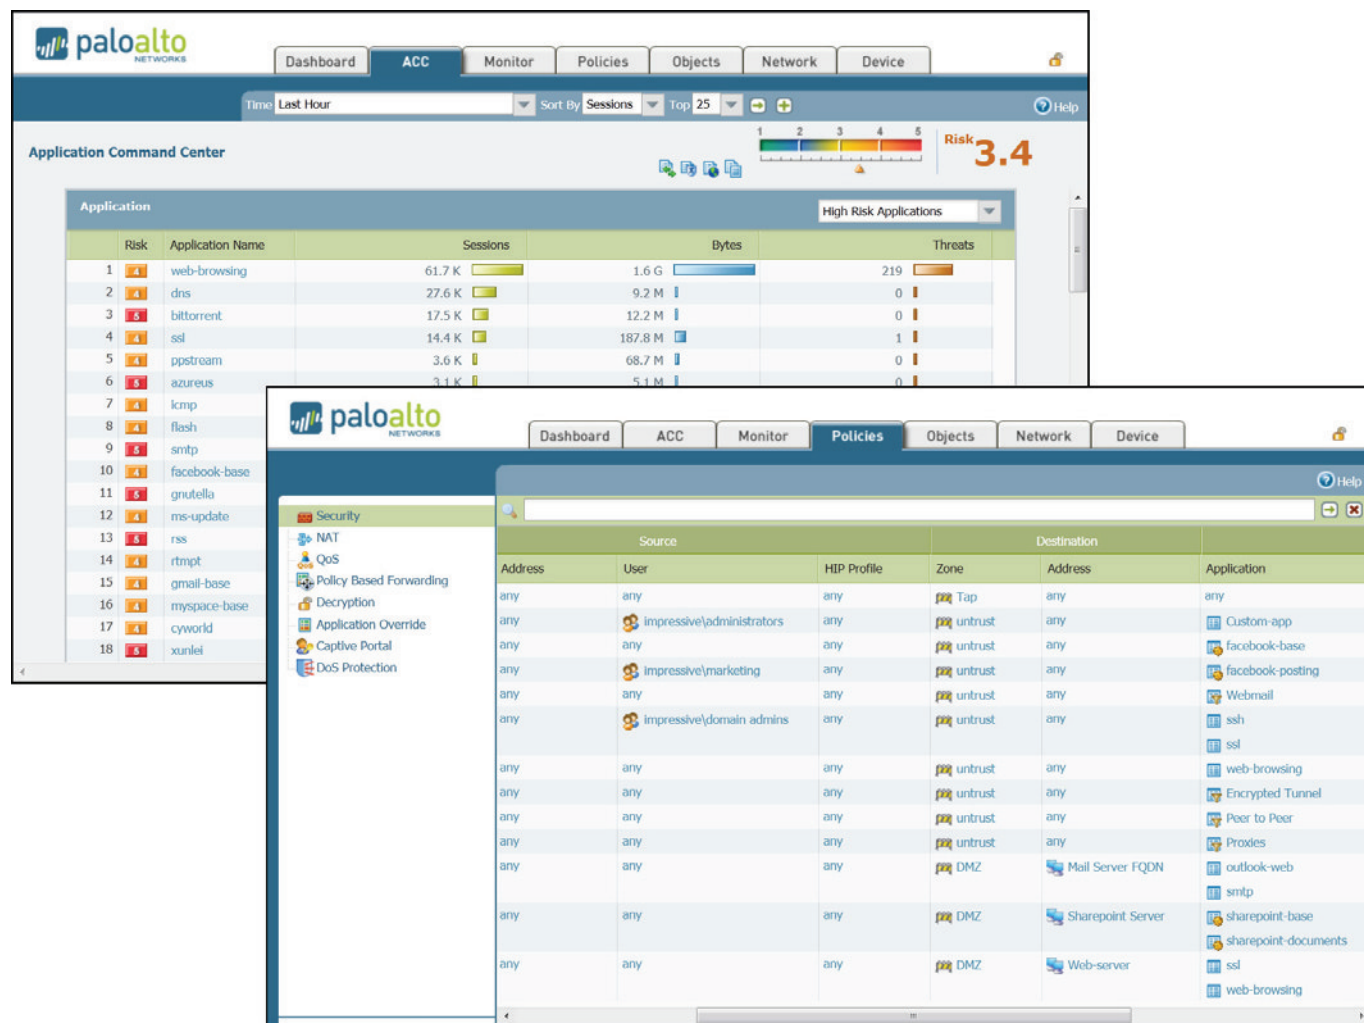 paloalto
NETWORKS
Dashboard ACC Monitor Policies Objects Network Device
Time Last Hour Sort By Sessions Top 25 Help
Application Command Center
1 2 3 4 5
Risk 3.4
Application High Risk Applications
Risk Application Name Sessions Bytes Threats
1 4 web-browsing 61.7 K 1.6 G 219
2 4 dns 27.6 K 9.2 M 0
3 5 bittorrent 17.5 K 12.2 M 0
4 4 ssl 14.4 K 187.8 M 1
5 4 ppstream 3.6 K 68.7 M 0
6 5 azureus 3.1 K 5.1 M 0
7 4 icmp
8 4 flash
9 5 smtp
10 4 facebook-base
11 5 gnutella
12 4 ms-update
13 5 rss
14 4 rtmpt
15 4 gmail-base
16 4 myspace-base
17 4 cyworld
18 5 xunlei
paloalto
NETWORKS
Dashboard ACC Monitor Policies Objects Network Device
Help
Security
NAT
QoS
Policy Based Forwarding
Decryption
Application Override
Captive Portal
DoS Protection
Source Destination
Address User HIP Profile Zone Address Application
any any any Tap any any
any impressive\administrators any untrust any Custom-app
any any any untrust any facebook-base
any impressive\marketing any untrust any facebook-posting
any any any untrust any Webmail
any impressive\domain admins any untrust any ssh
ssl
any any any untrust any web-browsing
any any any untrust any Encrypted Tunnel
any any any untrust any Peer to Peer
any any any untrust any Proxies
any any any DMZ Mail Server FQDN outlook-web
smtp
any any any DMZ Sharepoint Server sharepoint-base
sharepoint-documents
any any any DMZ Web-server ssl
web-browsing